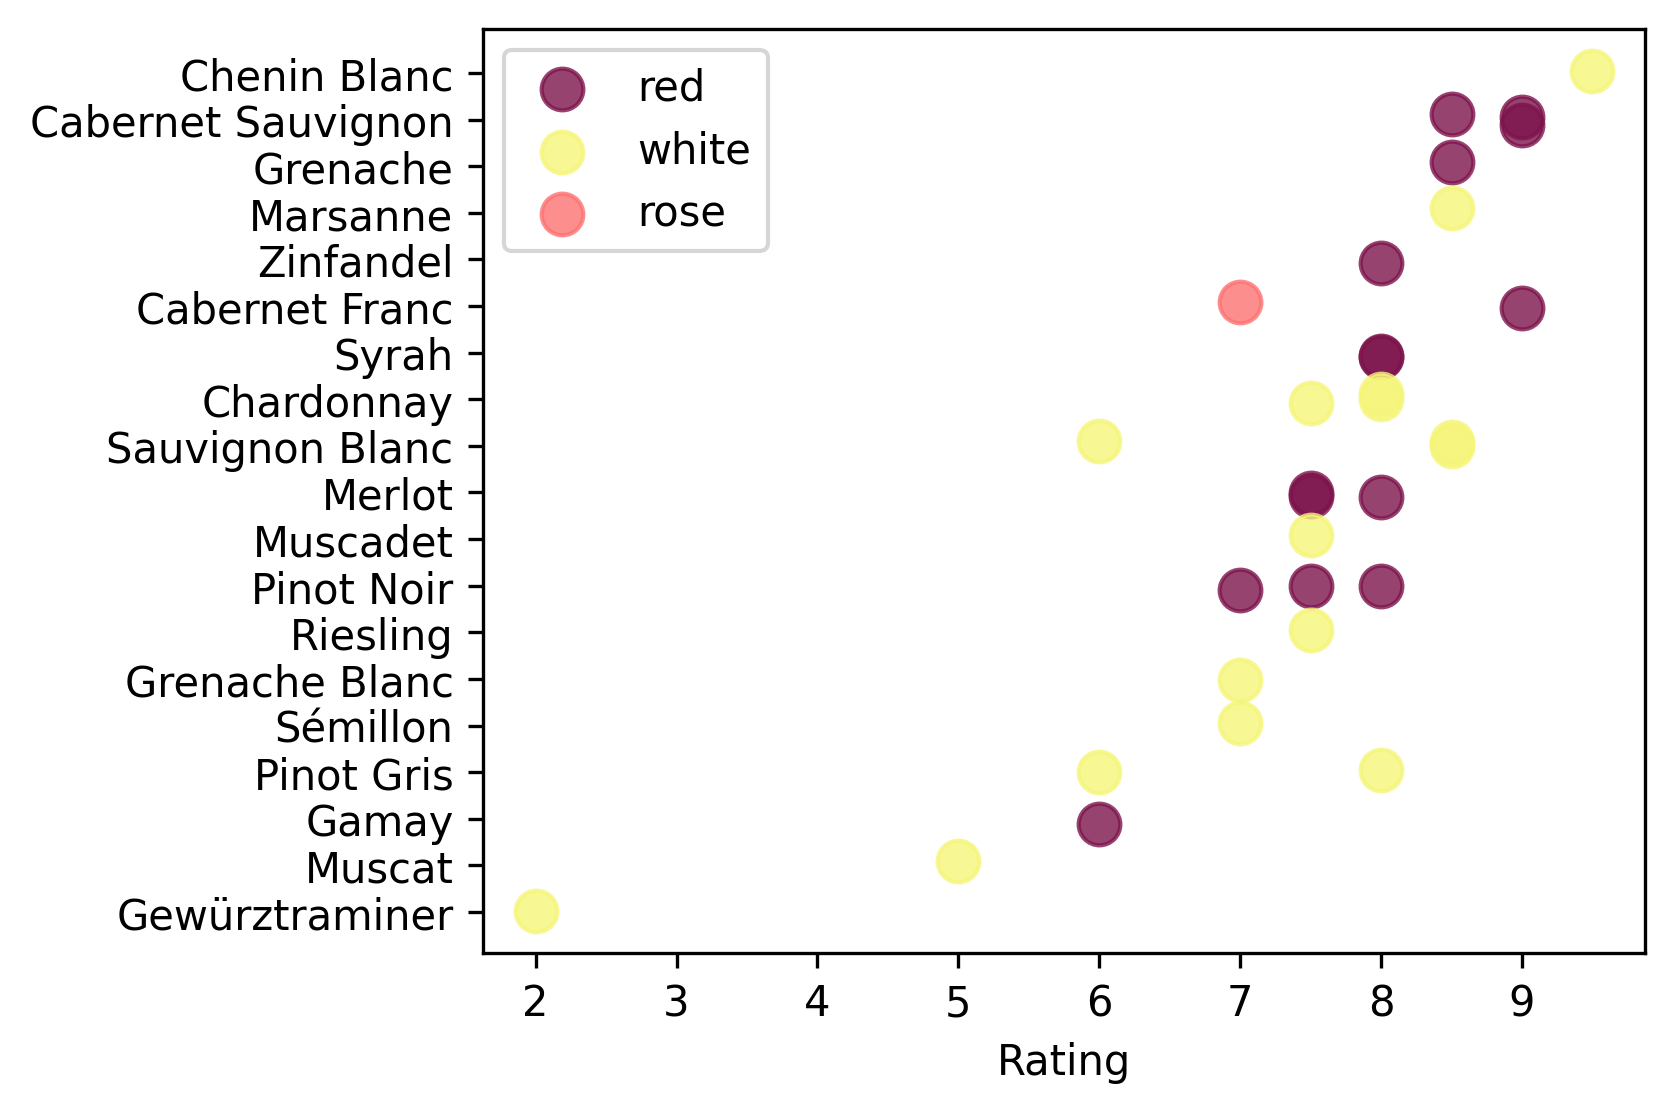 Chenin Blanc
Cabernet Sauvignon
Grenache
Marsanne
Zinfandel
Cabernet Franc
Syrah
Chardonnay
Sauvignon Blanc
Merlot
Muscadet
Pinot Noir
Riesling
Grenache Blanc
Sémillon
Pinot Gris
Gamay
Muscat
Gewürztraminer
red
white
rose
2 3 4 5 6 7 8 9
Rating